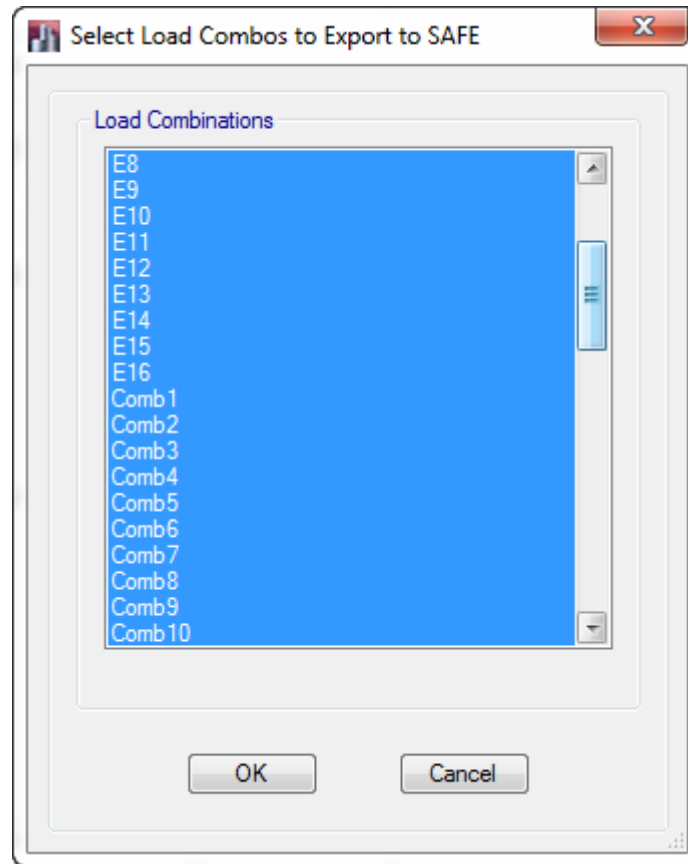 Select Load Combos to Export to SAFE
Load Combinations
E8
E9
E10
E11
E12
E13
E14
E15
E16
Comb1
Comb2
Comb3
Comb4
Comb5
Comb6
Comb7
Comb8
Comb9
Comb10
OK Cancel